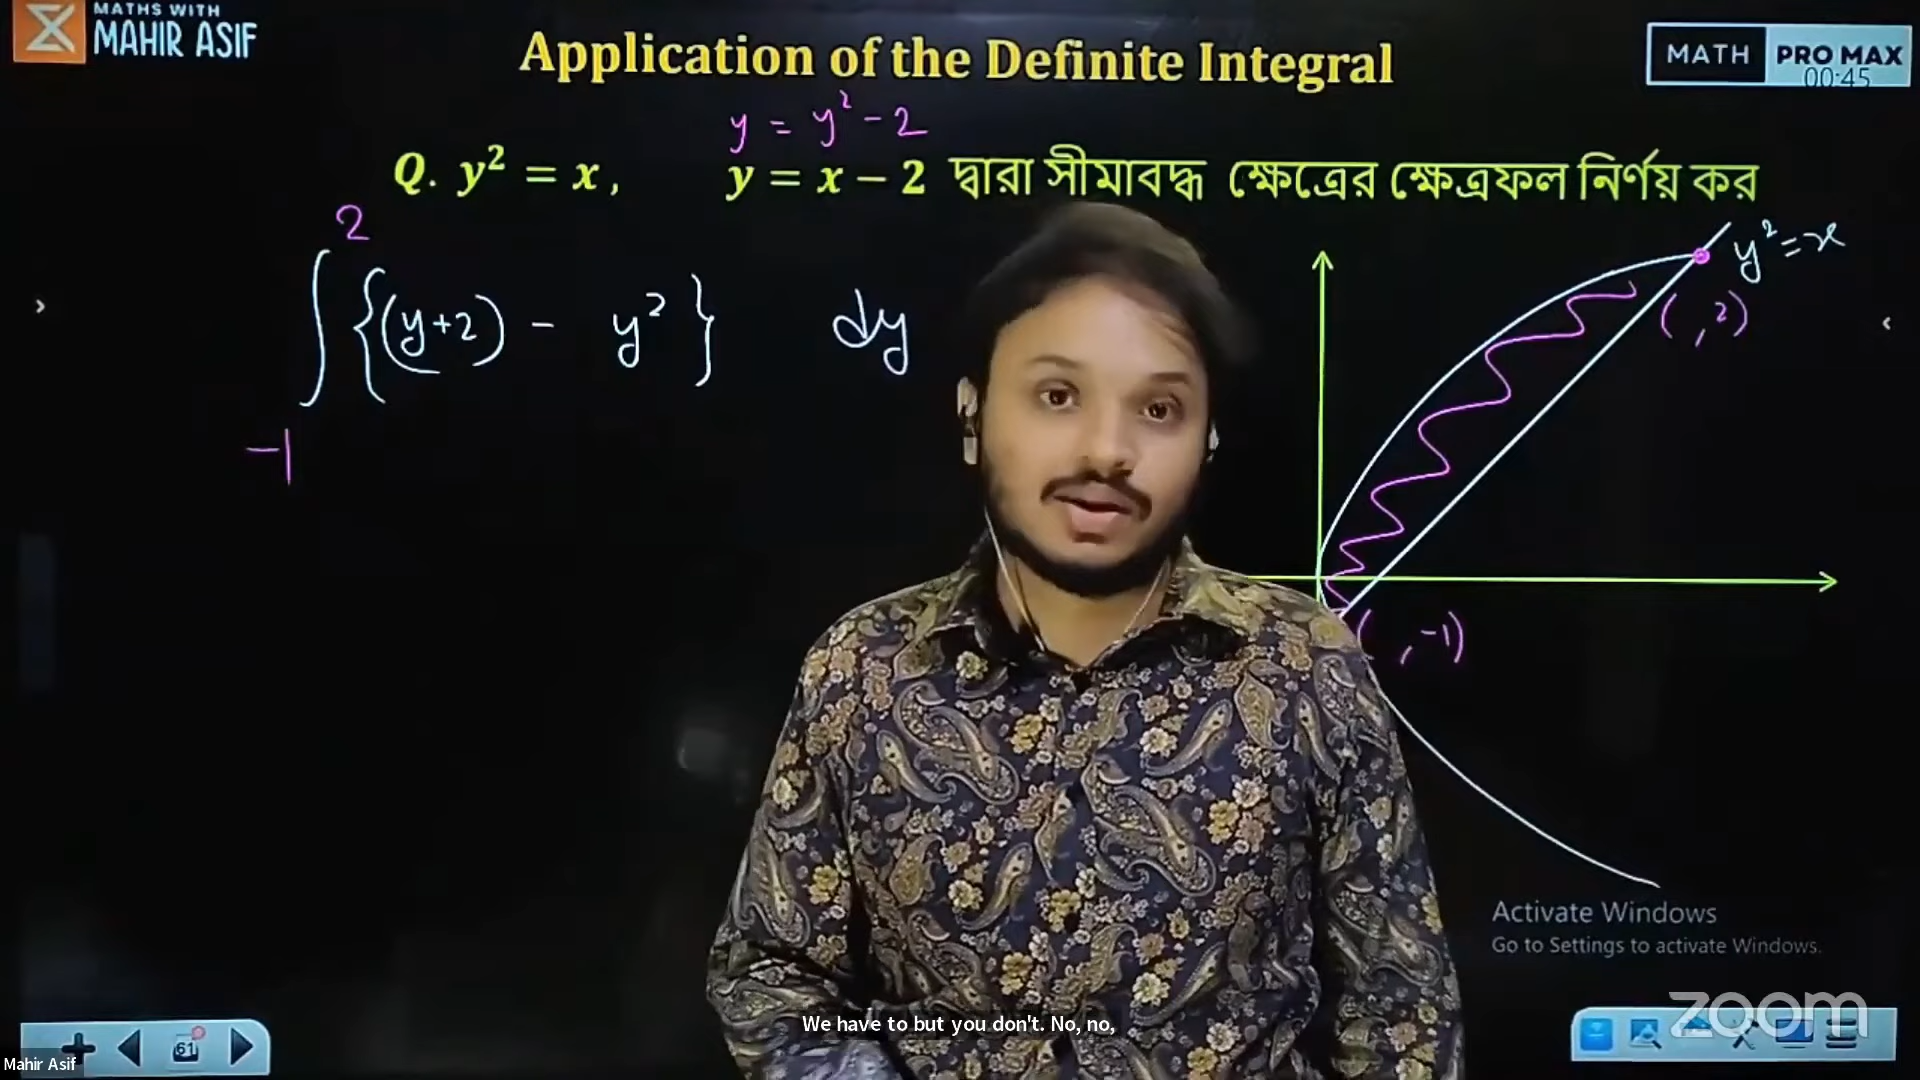 MATHS WITH
MAHIR ASIF
Application of the Definite Integral
MATH PRO MAX
00:45
y = y² - 2
Q. y² = x, y = x - 2 দ্বারা সীমাবদ্ধ ক্ষেত্রের ক্ষেত্রফল নির্ণয় কর
2
∫ {(y+2) - y²} dy
-1
y² = x
( , 2)
( , -1)
Activate Windows
Go to Settings to activate Windows.
zoom
We have to but you don't. No, no,
61
Mahir Asif